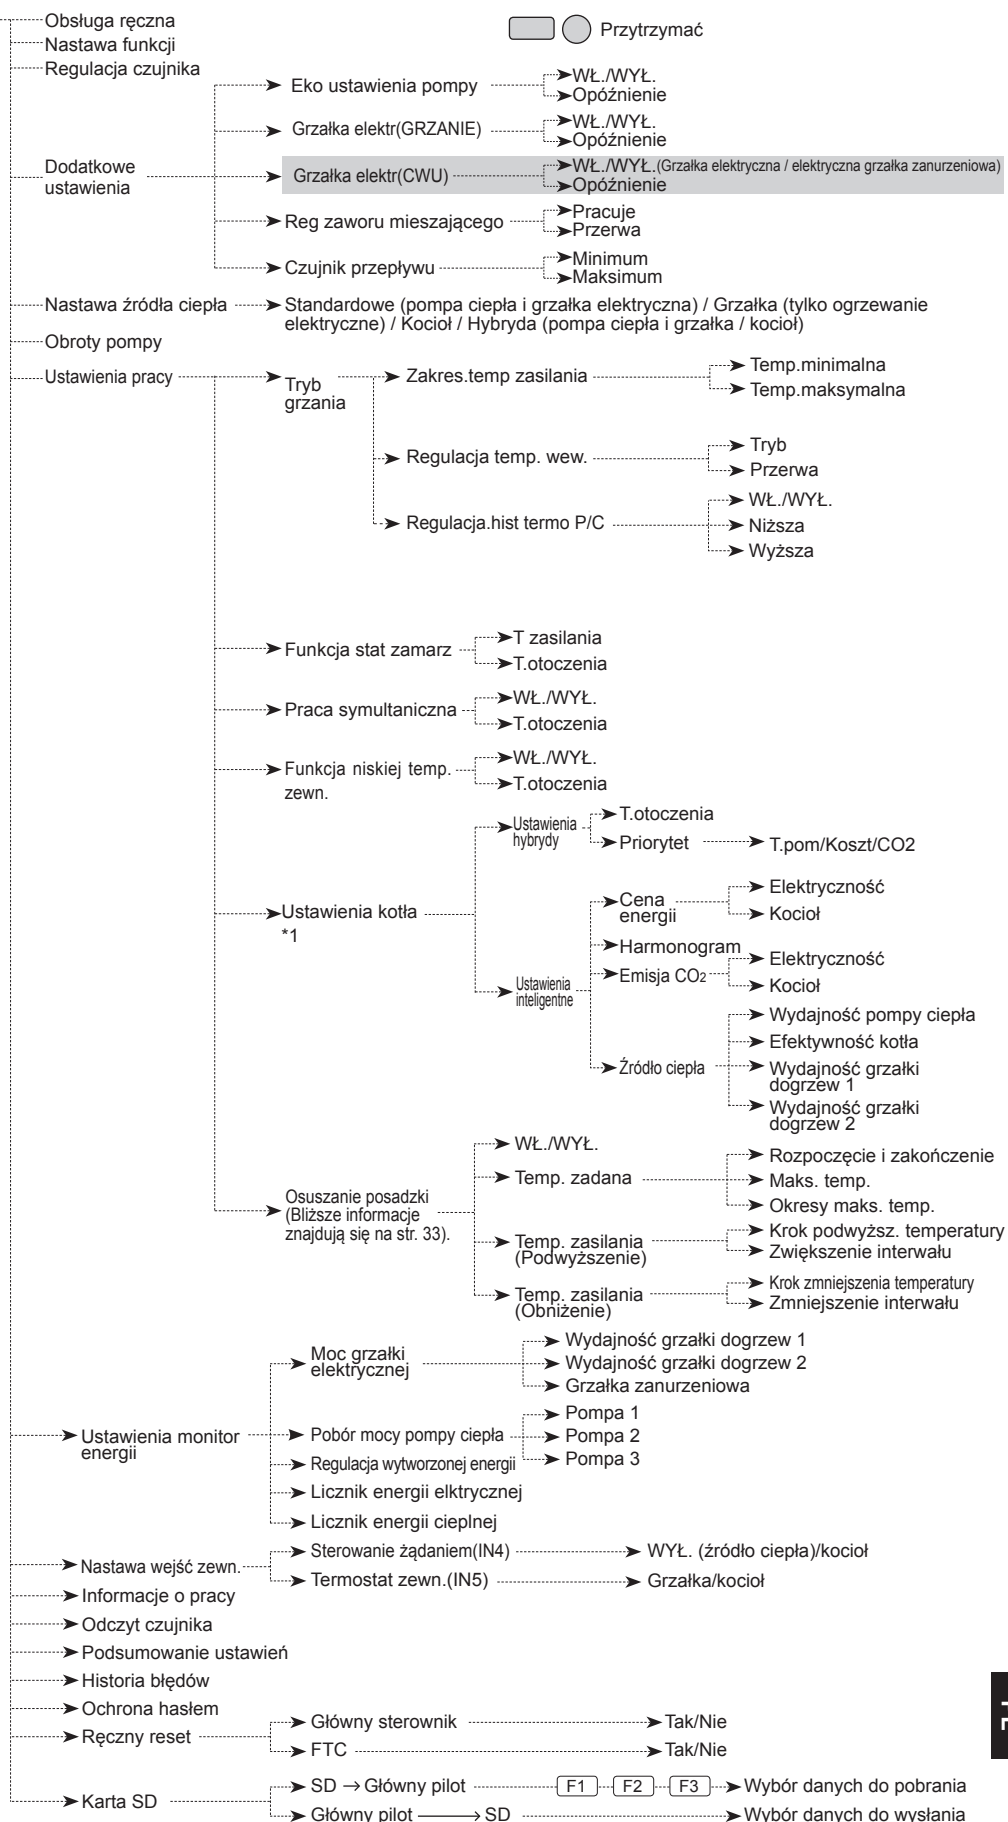 Obsługa ręczna
Przytrzymać
Nastawa funkcji
Regulacja czujnika
Dodatkowe
ustawienia
Eko ustawienia pompy
WŁ./WYŁ.
Opóźnienie
Grzałka elektr(GRZANIE)
WŁ./WYŁ.
Opóźnienie
Grzałka elektr(CWU)
WŁ./WYŁ.(Grzałka elektryczna / elektryczna grzałka zanurzeniowa)
Opóźnienie
Reg zaworu mieszającego
Pracuje
Przerwa
Czujnik przepływu
Minimum
Maksimum
Nastawa źródła ciepła
Standardowe (pompa ciepła i grzałka elektryczna) / Grzałka (tylko ogrzewanie
elektryczne) / Kocioł / Hybryda (pompa ciepła i grzałka / kocioł)
Obroty pompy
Ustawienia pracy
Tryb
grzania
Zakres.temp zasilania
Temp.minimalna
Temp.maksymalna
Regulacja temp. wew.
Tryb
Przerwa
Regulacja.hist termo P/C
WŁ./WYŁ.
Niższa
Wyższa
Funkcja stat zamarz
T zasilania
T.otoczenia
Praca symultaniczna
WŁ./WYŁ.
T.otoczenia
Funkcja niskiej temp.
zewn.
WŁ./WYŁ.
T.otoczenia
Ustawienia kotła
*1
Ustawienia
hybrydy
T.otoczenia
Priorytet
T.pom/Koszt/CO2
Ustawienia
inteligentne
Cena
energii
Elektryczność
Kocioł
Harmonogram
Emisja CO2
Elektryczność
Kocioł
Źródło ciepła
Wydajność pompy ciepła
Efektywność kotła
Wydajność grzałki
dogrzew 1
Wydajność grzałki
dogrzew 2
Osuszanie posadzki
(Bliższe informacje
znajdują się na str. 33).
WŁ./WYŁ.
Temp. zadana
Rozpoczęcie i zakończenie
Maks. temp.
Okresy maks. temp.
Temp. zasilania
(Podwyższenie)
Krok podwyższ. temperatury
Zwiększenie interwału
Temp. zasilania
(Obniżenie)
Krok zmniejszenia temperatury
Zmniejszenie interwału
Ustawienia monitor
energii
Moc grzałki
elektrycznej
Wydajność grzałki dogrzew 1
Wydajność grzałki dogrzew 2
Grzałka zanurzeniowa
Pobór mocy pompy ciepła
Pompa 1
Pompa 2
Pompa 3
Regulacja wytworzonej energii
Licznik energii elktrycznej
Licznik energii cieplnej
Nastawa wejść zewn.
Sterowanie żądaniem(IN4)
WYŁ. (źródło ciepła)/kocioł
Termostat zewn.(IN5)
Grzałka/kocioł
Informacje o pracy
Odczyt czujnika
Podsumowanie ustawień
Historia błędów
Ochrona hasłem
Ręczny reset
Główny sterownik
Tak/Nie
FTC
Tak/Nie
Karta SD
SD → Główny pilot
F1 F2 F3
Wybór danych do pobrania
Główny pilot → SD
Wybór danych do wysłania